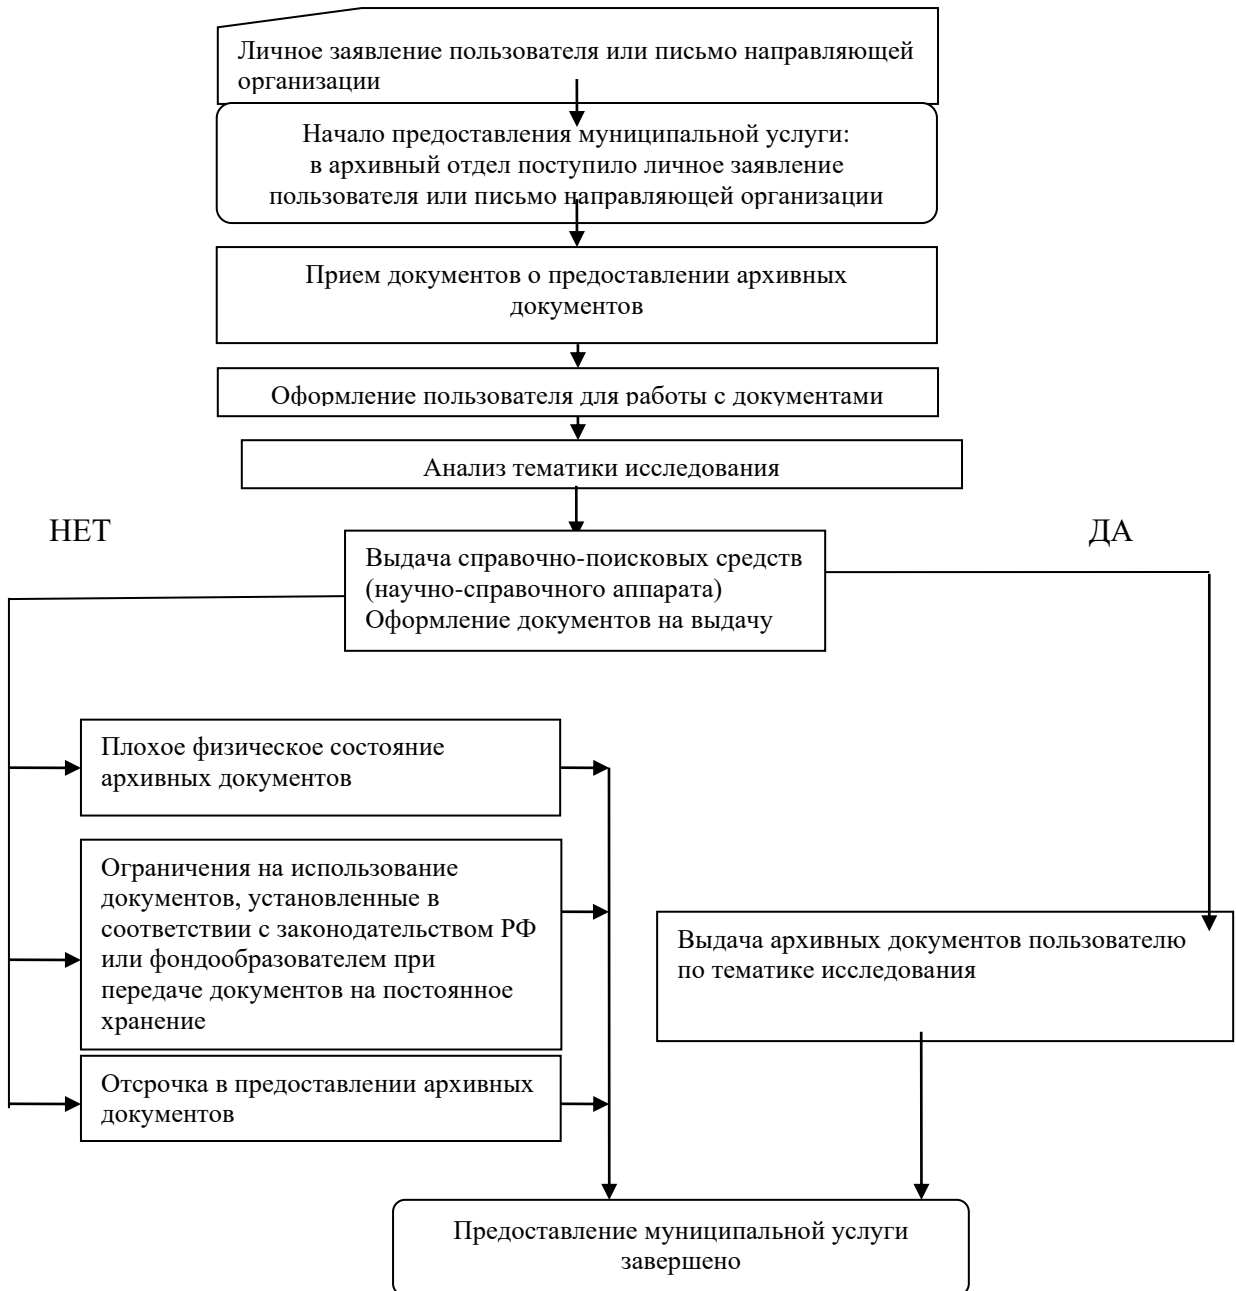 Личное заявление пользователя или письмо направляющей
организации
Начало предоставления муниципальной услуги:
в архивный отдел поступило личное заявление
пользователя или письмо направляющей организации
Прием документов о предоставлении архивных
документов
Оформление пользователя для работы с документами
Анализ тематики исследования
НЕТ
ДА
Выдача справочно-поисковых средств
(научно-справочного аппарата)
Оформление документов на выдачу
Плохое физическое состояние
архивных документов
Ограничения на использование
документов, установленные в
соответствии с законодательством РФ
или фондообразователем при
передаче документов на постоянное
хранение
Выдача архивных документов пользователю
по тематике исследования
Отсрочка в предоставлении архивных
документов
Предоставление муниципальной услуги
завершено